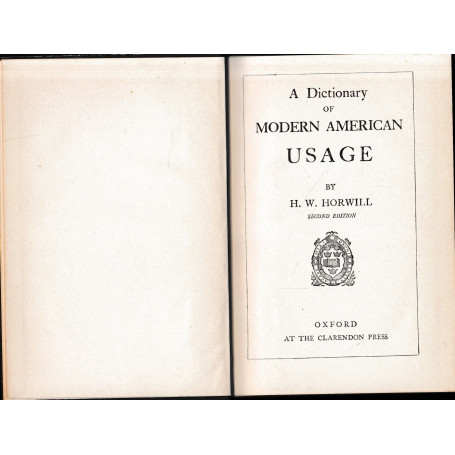 A Dictionary
OF
MODERN AMERICAN
USAGE
BY
H. W. HORWILL
SECOND EDITION
OXFORD
AT THE CLARENDON PRESS